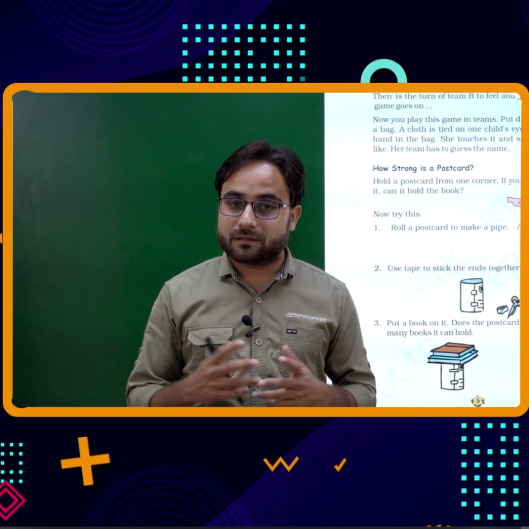 Then is the turn of team B to feel and
game goes on ...
Now you play this game in teams. Put
a bag. A cloth is tied on one child's
hand in the bag. She touches it and
like. Her team has to guess the name.
How Strong is a Postcard?
Hold a postcard from one corner. If you
it, can it hold the book?
Now try this.
1. Roll a postcard to make a pipe.
2. Use tape to stick the ends together
3. Put a book on it. Does the postcard
many books it can hold.